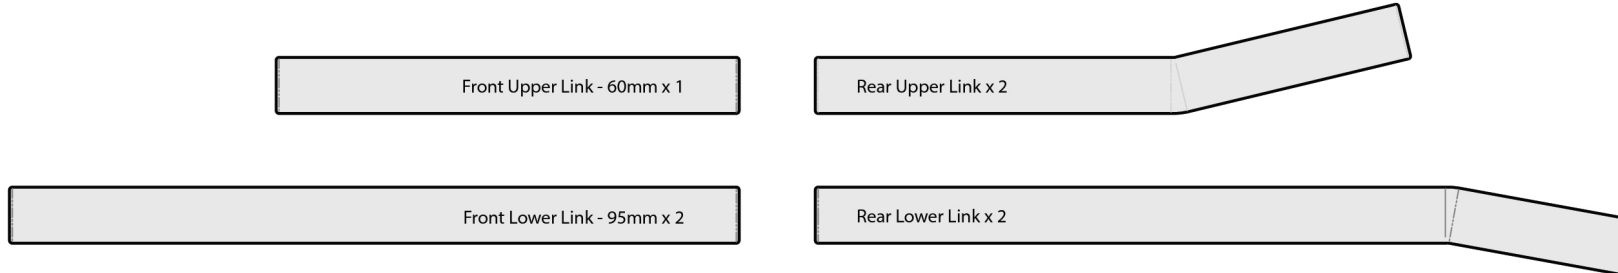 Front Upper Link - 60mm x 1
Rear Upper Link x 2
Front Lower Link - 95mm x 2
Rear Lower Link x 2